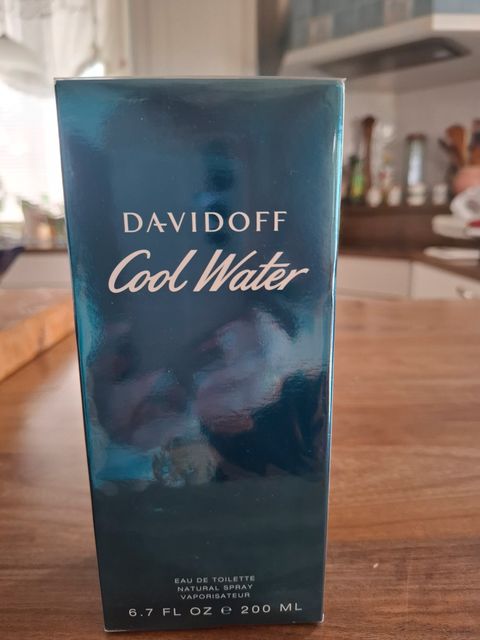 DAVIDOFF
Cool Water
EAU DE TOILETTE
NATURAL SPRAY
VAPORISATEUR
6.7 FL OZ ℮ 200 ML